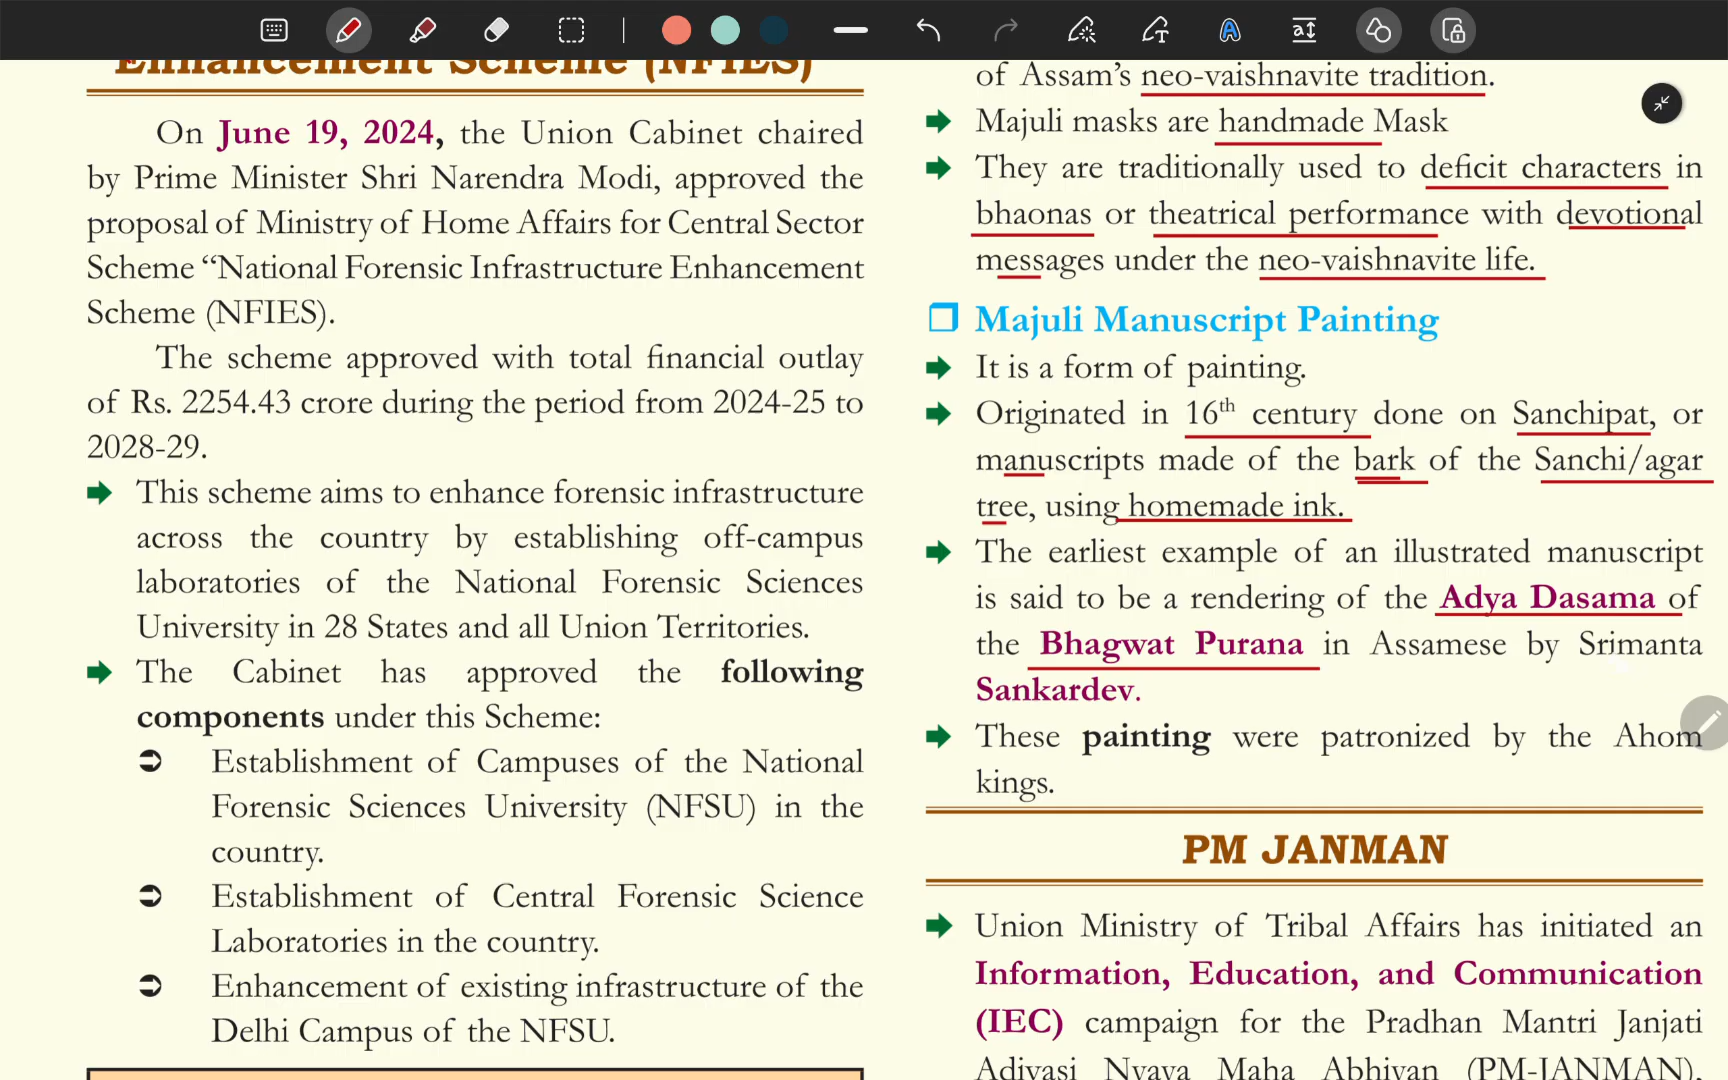 Enhancement Scheme (NFIES)
On June 19, 2024, the Union Cabinet chaired
by Prime Minister Shri Narendra Modi, approved the
proposal of Ministry of Home Affairs for Central Sector
Scheme “National Forensic Infrastructure Enhancement
Scheme (NFIES).
The scheme approved with total financial outlay
of Rs. 2254.43 crore during the period from 2024-25 to
2028-29.
This scheme aims to enhance forensic infrastructure
across the country by establishing off-campus
laboratories of the National Forensic Sciences
University in 28 States and all Union Territories.
The Cabinet has approved the following
components under this Scheme:
Establishment of Campuses of the National
Forensic Sciences University (NFSU) in the
country.
Establishment of Central Forensic Science
Laboratories in the country.
Enhancement of existing infrastructure of the
Delhi Campus of the NFSU.
of Assam’s neo-vaishnavite tradition.
Majuli masks are handmade Mask
They are traditionally used to deficit characters in
bhaonas or theatrical performance with devotional
messages under the neo-vaishnavite life.
Majuli Manuscript Painting
It is a form of painting.
Originated in 16th century done on Sanchipat, or
manuscripts made of the bark of the Sanchi/agar
tree, using homemade ink.
The earliest example of an illustrated manuscript
is said to be a rendering of the Adya Dasama of
the Bhagwat Purana in Assamese by Srimanta
Sankardev.
These painting were patronized by the Ahom
kings.
PM JANMAN
Union Ministry of Tribal Affairs has initiated an
Information, Education, and Communication
(IEC) campaign for the Pradhan Mantri Janjati
Adivasi Nyaya Maha Abhiyan (PM-JANMAN),